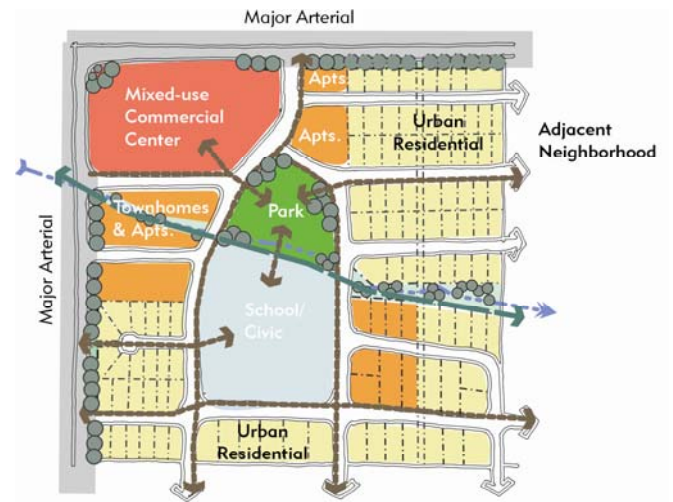 Major Arterial
Apts.
Mixed-use
Commercial
Center
Apts.
Urban
Residential
Adjacent
Neighborhood
Townhomes
& Apts.
Park
Major Arterial
School/
Civic
Urban
Residential